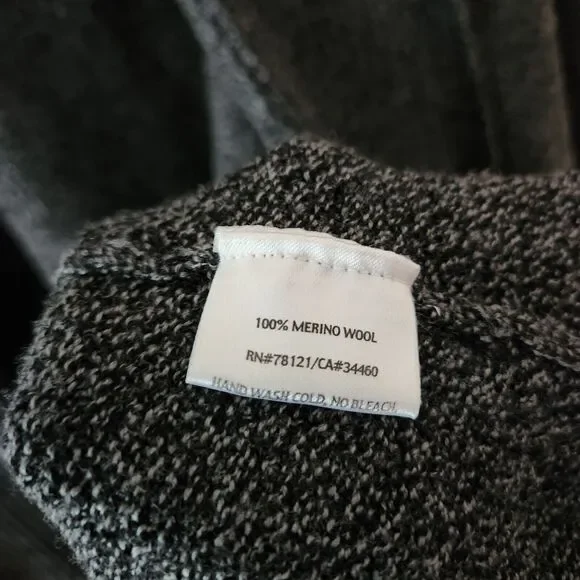 100% MERINO WOOL
RN#78121/CA#34460
HAND WASH COLD, NO BLEACH